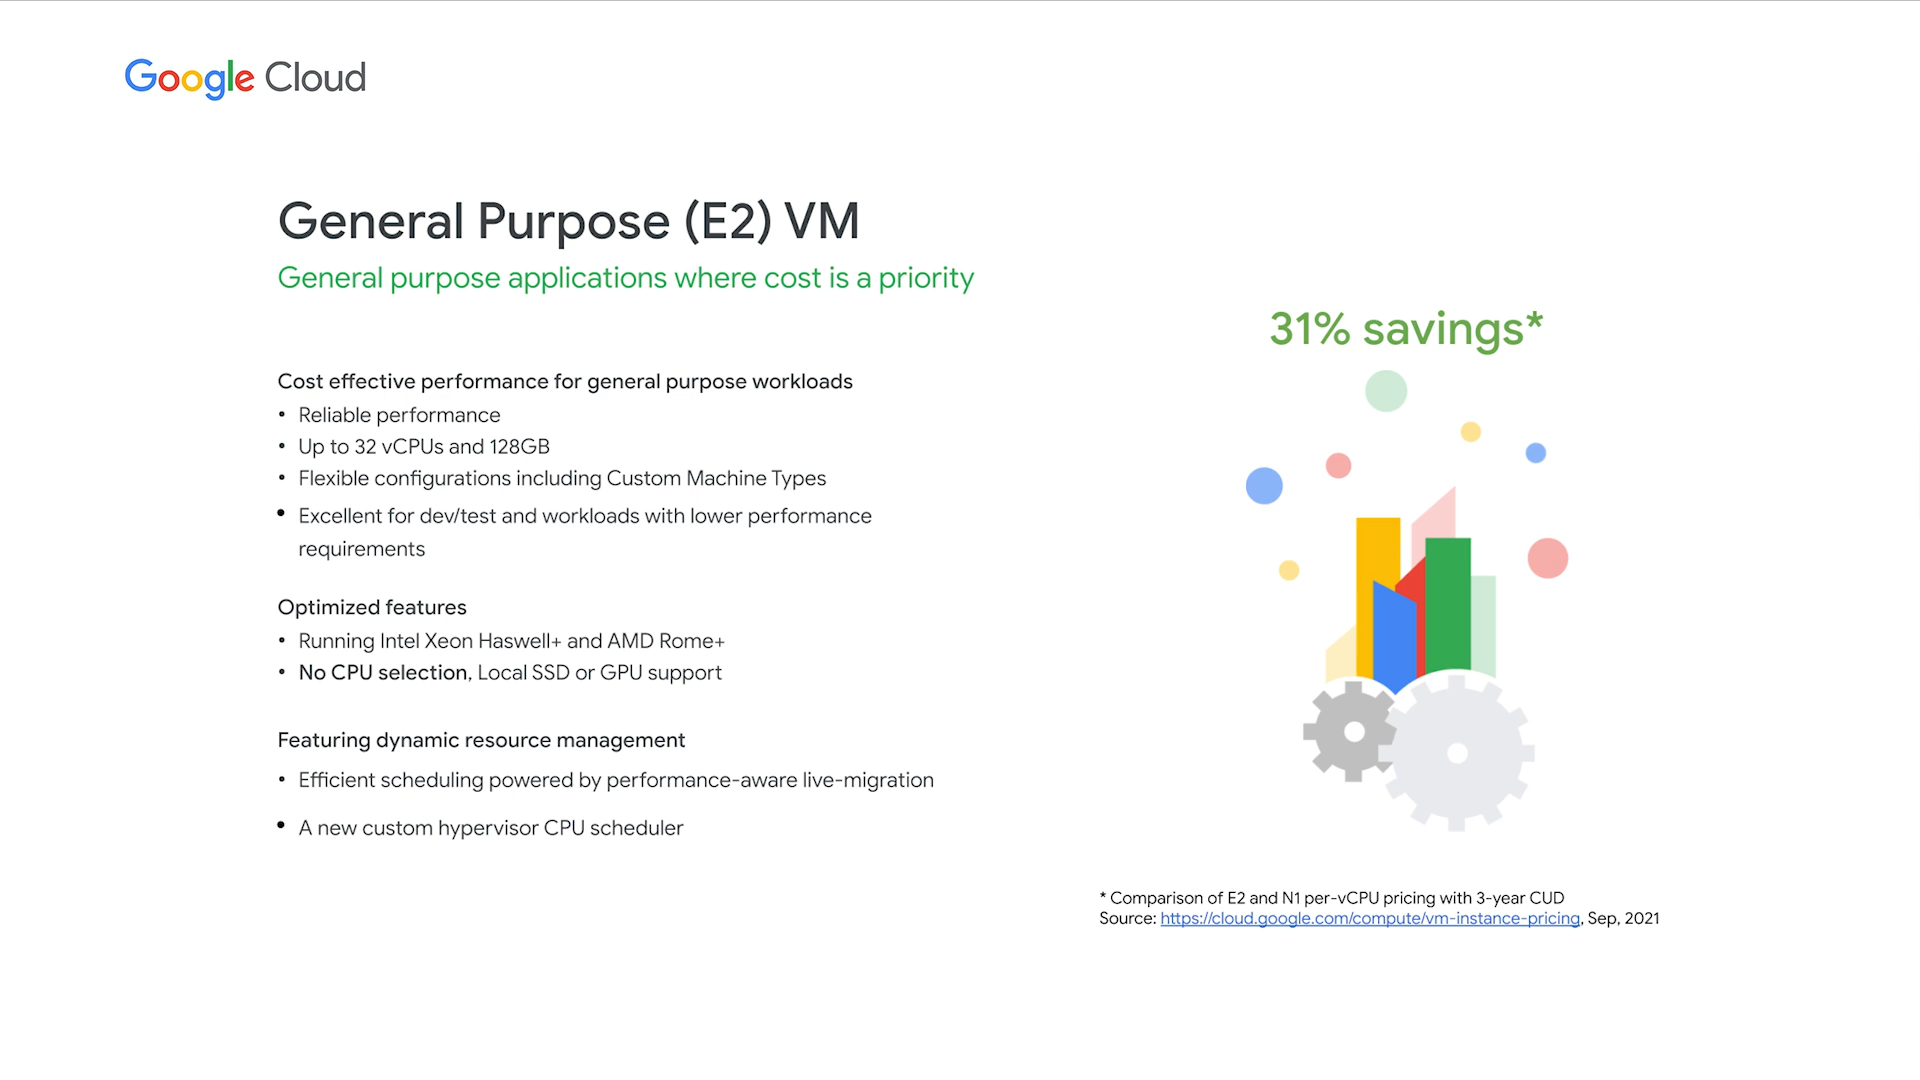 Google Cloud
General Purpose (E2) VM
General purpose applications where cost is a priority
31% savings*
Cost effective performance for general purpose workloads
• Reliable performance
• Up to 32 vCPUs and 128GB
• Flexible configurations including Custom Machine Types
• Excellent for dev/test and workloads with lower performance
requirements
Optimized features
• Running Intel Xeon Haswell+ and AMD Rome+
• No CPU selection, Local SSD or GPU support
Featuring dynamic resource management
• Efficient scheduling powered by performance-aware live-migration
• A new custom hypervisor CPU scheduler
* Comparison of E2 and N1 per-vCPU pricing with 3-year CUD
Source: https://cloud.google.com/compute/vm-instance-pricing, Sep, 2021